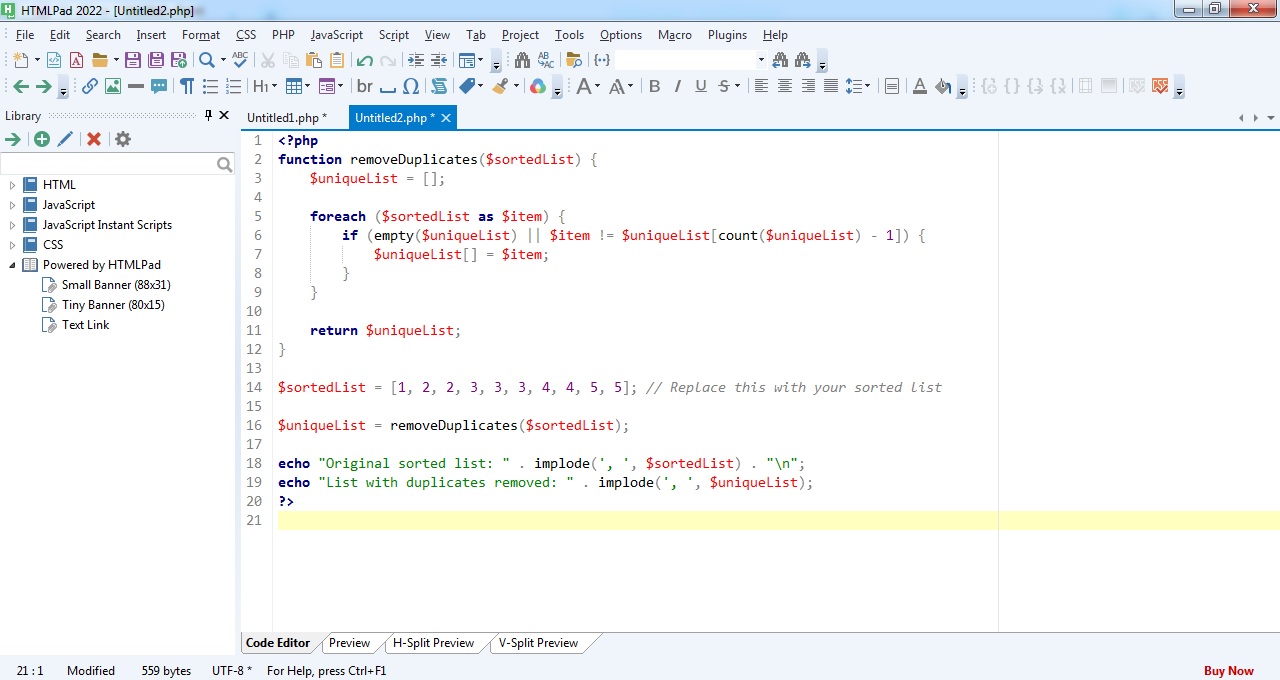 HTMLPad 2022 - [Untitled2.php]
File Edit Search Insert Format CSS PHP JavaScript Script View Tab Project Tools Options Macro Plugins Help
ABC
H br Ω A A B I U S A
Library
Untitled1.php * Untitled2.php *
HTML
JavaScript
JavaScript Instant Scripts
CSS
Powered by HTMLPad
Small Banner (88x31)
Tiny Banner (80x15)
Text Link
1 <?php
2 function removeDuplicates($sortedList) {
3     $uniqueList = [];
4
5     foreach ($sortedList as $item) {
6         if (empty($uniqueList) || $item != $uniqueList[count($uniqueList) - 1]) {
7             $uniqueList[] = $item;
8         }
9     }
10
11     return $uniqueList;
12 }
13
14 $sortedList = [1, 2, 2, 3, 3, 3, 4, 4, 5, 5]; // Replace this with your sorted list
15
16 $uniqueList = removeDuplicates($sortedList);
17
18 echo "Original sorted list: " . implode(', ', $sortedList) . "\n";
19 echo "List with duplicates removed: " . implode(', ', $uniqueList);
20 ?>
21
Code Editor Preview H-Split Preview V-Split Preview
21 : 1 Modified 559 bytes UTF-8 * For Help, press Ctrl+F1 Buy Now